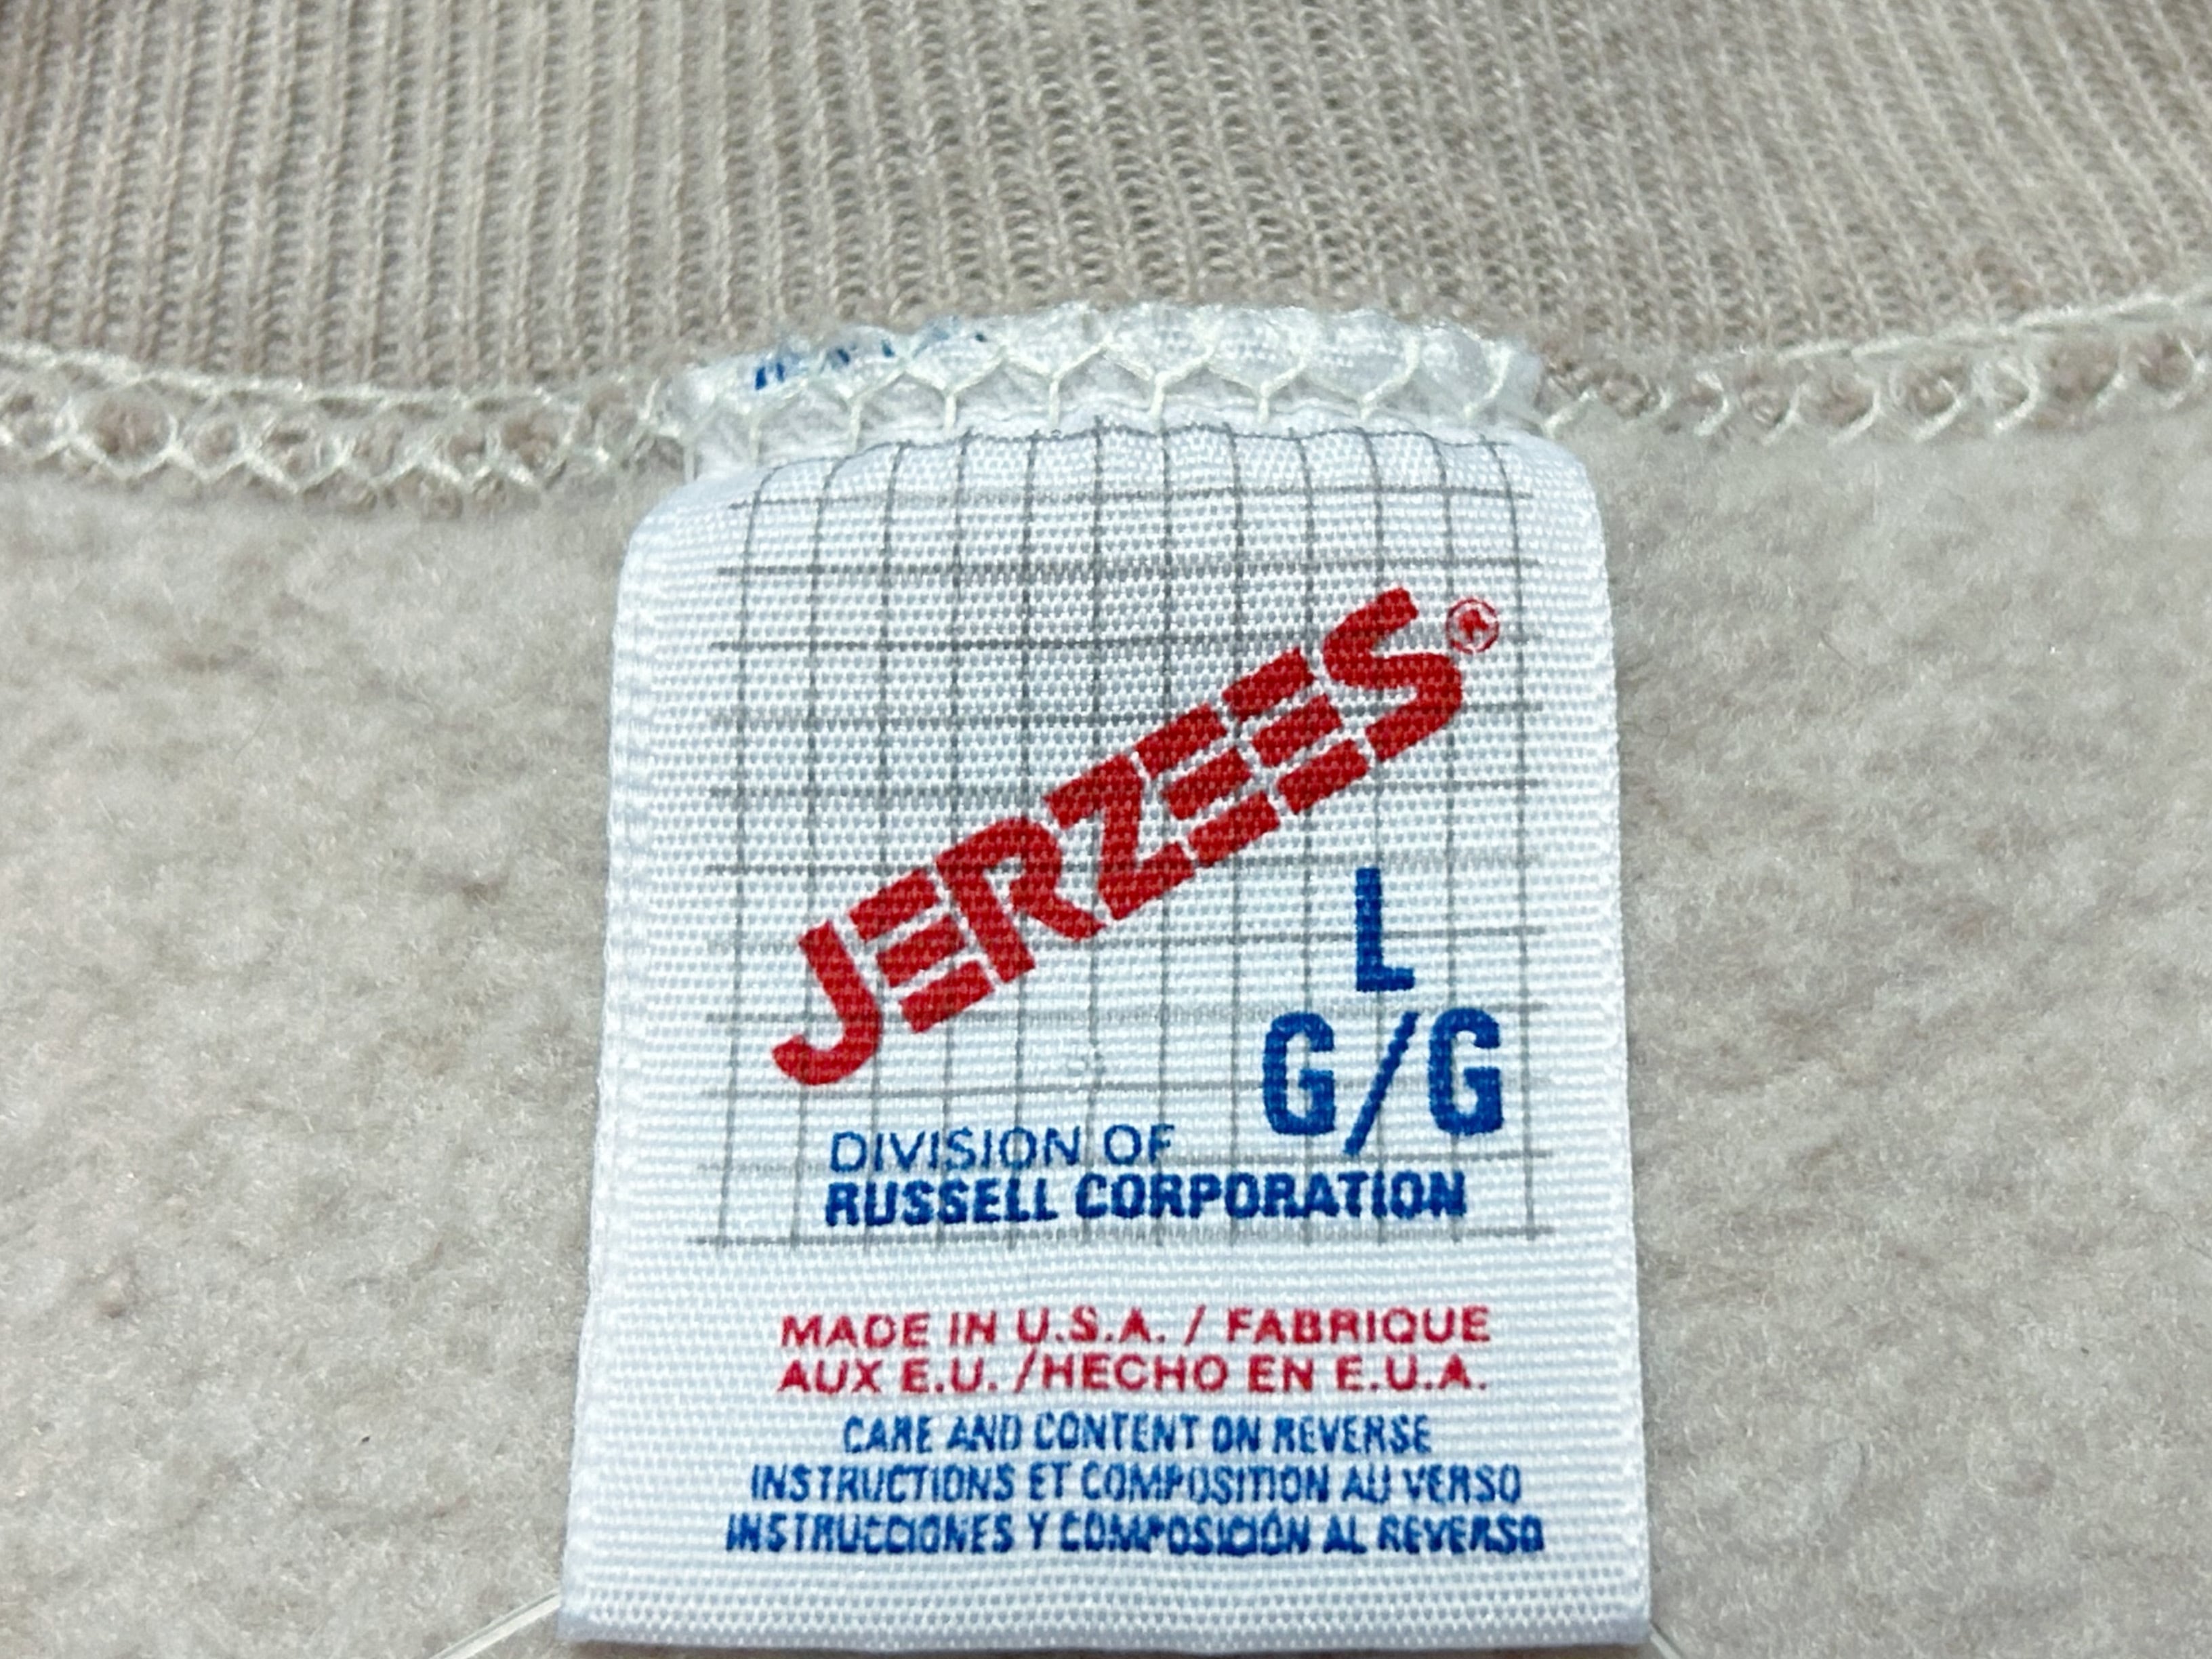 JERZEES®
L
G/G
DIVISION OF
RUSSELL CORPORATION
MADE IN U.S.A. / FABRIQUE
AUX E.U. /HECHO EN E.U.A.
CARE AND CONTENT ON REVERSE
INSTRUCTIONS ET COMPOSITION AU VERSO
INSTRUCCIONES Y COMPOSICIÓN AL REVERSO